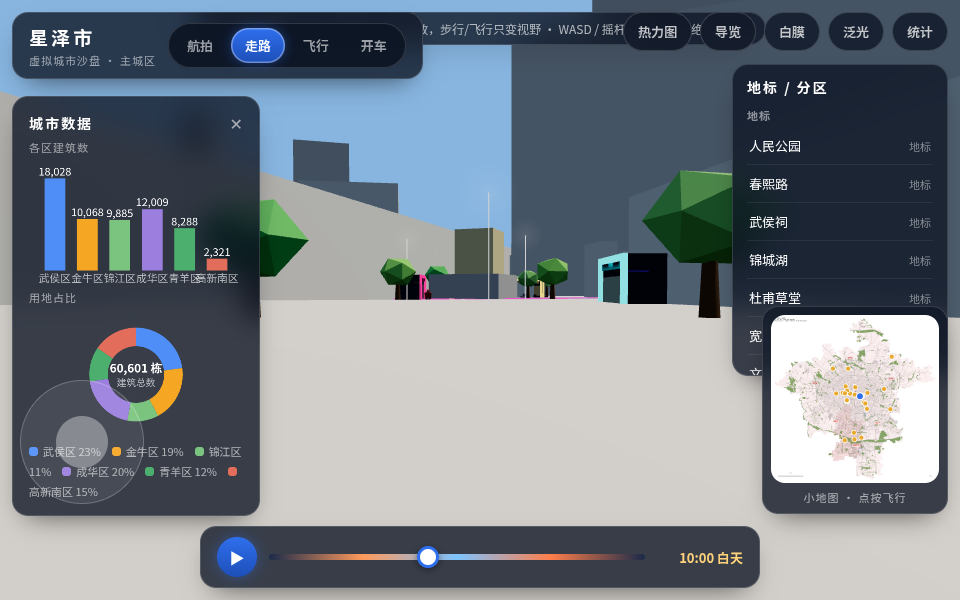 星泽市
虚拟城市沙盘 · 主城区
航拍
走路
飞行
开车
，步行/飞行只变视野 · WASD / 摇杆
热力图
导览
白膜
泛光
统计
城市数据
×
各区建筑数
18,028
10,068
9,885
12,009
8,288
2,321
武侯区
金牛区
锦江区
成华区
青羊区
高新南区
用地占比
60,601 栋
建筑总数
武侯区 23% 金牛区 19% 锦江区
11% 成华区 20% 青羊区 12%
高新南区 15%
地标 / 分区
地标
人民公园 地标
春熙路 地标
武侯祠 地标
锦城湖 地标
杜甫草堂 地标
小地图 · 点按飞行
10:00 白天